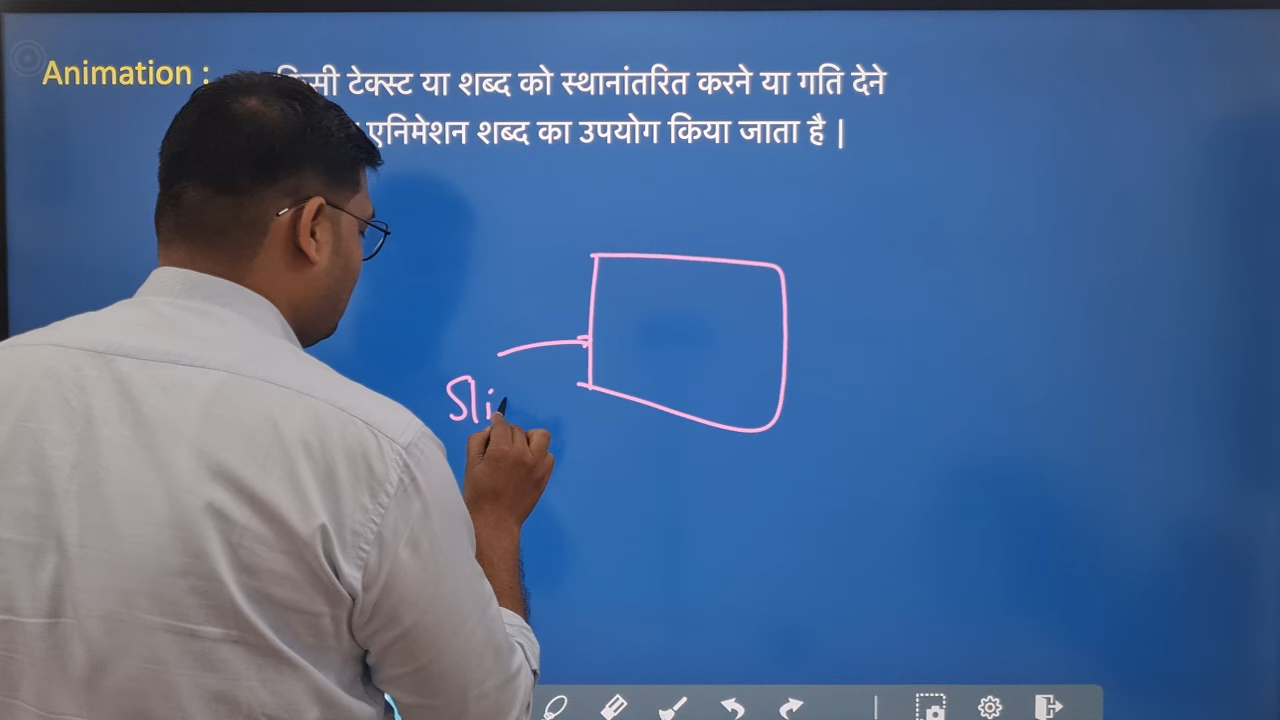 Animation :
टेक्स्ट या शब्द को स्थानांतरित करने या गति देने
एनिमेशन शब्द का उपयोग किया जाता है |
Sli